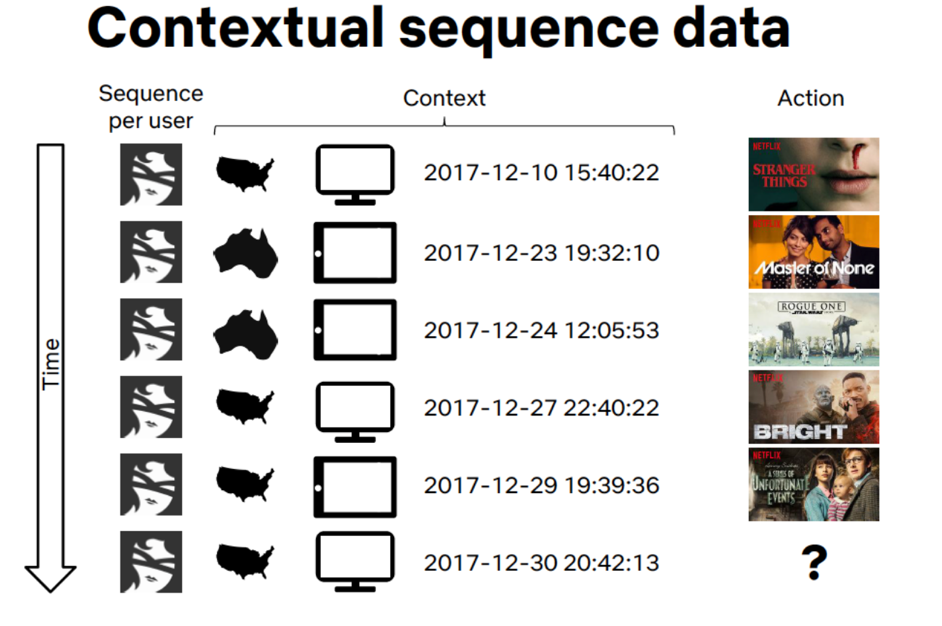 Contextual sequence data
Sequence
per user
Context
Action
Time
2017-12-10 15:40:22
NETFLIX
STRANGER
THINGS
2017-12-23 19:32:10
NETFLIX
Master of None
2017-12-24 12:05:53
ROGUE ONE
2017-12-27 22:40:22
NETFLIX
BRIGHT
2017-12-29 19:39:36
NETFLIX
A SERIES OF
UNFORTUNATE
EVENTS
2017-12-30 20:42:13
?